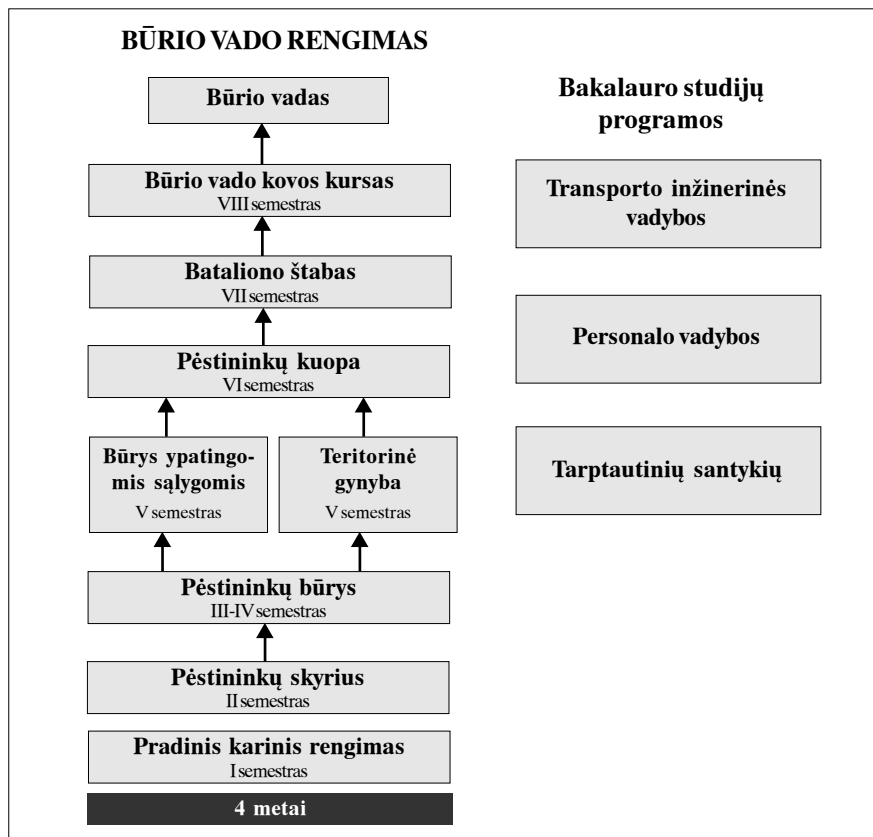 BŪRIO VADO RENGIMAS
Būrio vadas
Būrio vado kovos kursas
VIII semestras
Bataliono štabas
VII semestras
Pėstininkų kuopa
VI semestras
Būrys ypatingo-
mis sąlygomis
V semestras
Teritorinė
gynyba
V semestras
Pėstininkų būrys
III-IV semestras
Pėstininkų skyrius
II semestras
Pradinis karinis rengimas
I semestras
4 metai
Bakalauro studijų
programos
Transporto inžinerinės
vadybos
Personalo vadybos
Tarptautinių santykių